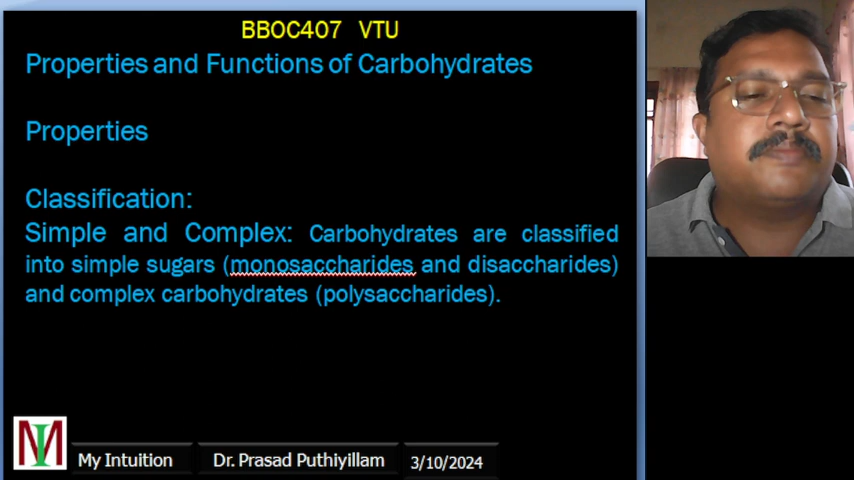 BBOC407 VTU
Properties and Functions of Carbohydrates
Properties
Classification:
Simple and Complex: Carbohydrates are classified
into simple sugars (monosaccharides and disaccharides)
and complex carbohydrates (polysaccharides).
MI
My Intuition
Dr. Prasad Puthiyillam
3/10/2024